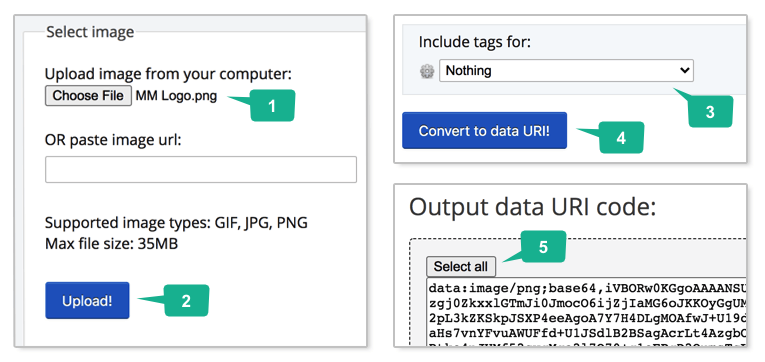 Select image
Upload image from your computer:
Choose File MM Logo.png
1
OR paste image url:
Supported image types: GIF, JPG, PNG
Max file size: 35MB
Upload!
2
Include tags for:
Nothing
3
Convert to data URI!
4
Output data URI code:
5
Select all
data:image/png;base64,iVBORw0KGgoAAAANSU
zgj0ZkxxlGTmJi0JmocO6ijZjIaMG6oJKKOyGgUM
2pL3kZKSkpJSXP4eeAgoA7Y7H4DLgMOAfwJ+U19d
aHs7vnYFvuAWUFfd+U1JSdlB2BSagAcrLt4AzgbC